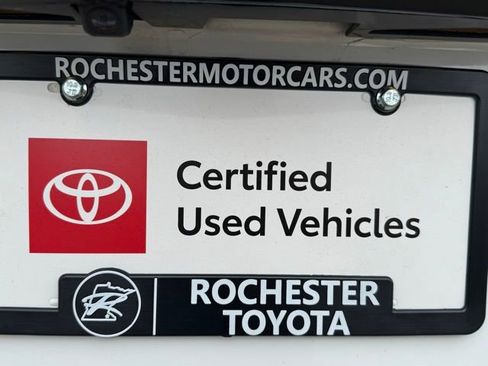 ROCHESTERMOTORCARS.COM
Certified
Used Vehicles
ROCHESTER
TOYOTA